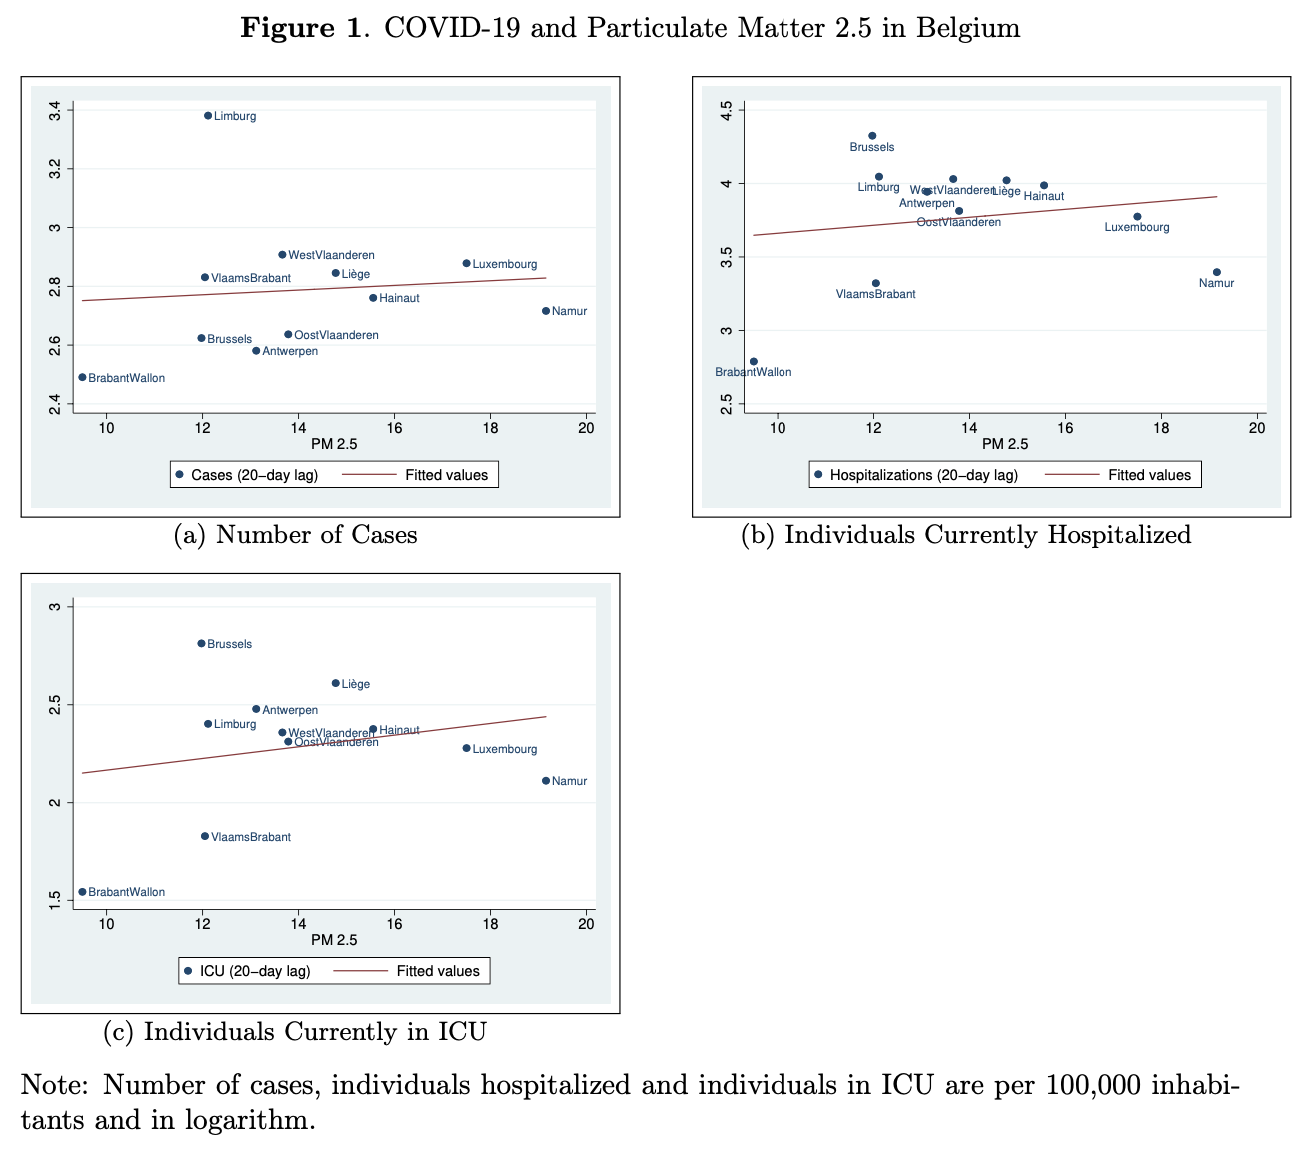 Figure 1. COVID-19 and Particulate Matter 2.5 in Belgium
3.4
3.2
3
2.8
2.6
2.4
Limburg
WestVlaanderen
Luxembourg
VlaamsBrabant
Liège
Hainaut
Namur
Brussels
OostVlaanderen
Antwerpen
BrabantWallon
10 12 14 16 18 20
PM 2.5
Cases (20−day lag) Fitted values
(a) Number of Cases
4.5
4
3.5
3
2.5
Brussels
Limburg
WestVlaanderen
Liège
Hainaut
Antwerpen
OostVlaanderen
Luxembourg
Namur
VlaamsBrabant
BrabantWallon
10 12 14 16 18 20
PM 2.5
Hospitalizations (20−day lag) Fitted values
(b) Individuals Currently Hospitalized
3
2.5
2
1.5
Brussels
Liège
Antwerpen
Limburg
WestVlaanderen
Hainaut
OostVlaanderen
Luxembourg
Namur
VlaamsBrabant
BrabantWallon
10 12 14 16 18 20
PM 2.5
ICU (20−day lag) Fitted values
(c) Individuals Currently in ICU
Note: Number of cases, individuals hospitalized and individuals in ICU are per 100,000 inhabi-
tants and in logarithm.